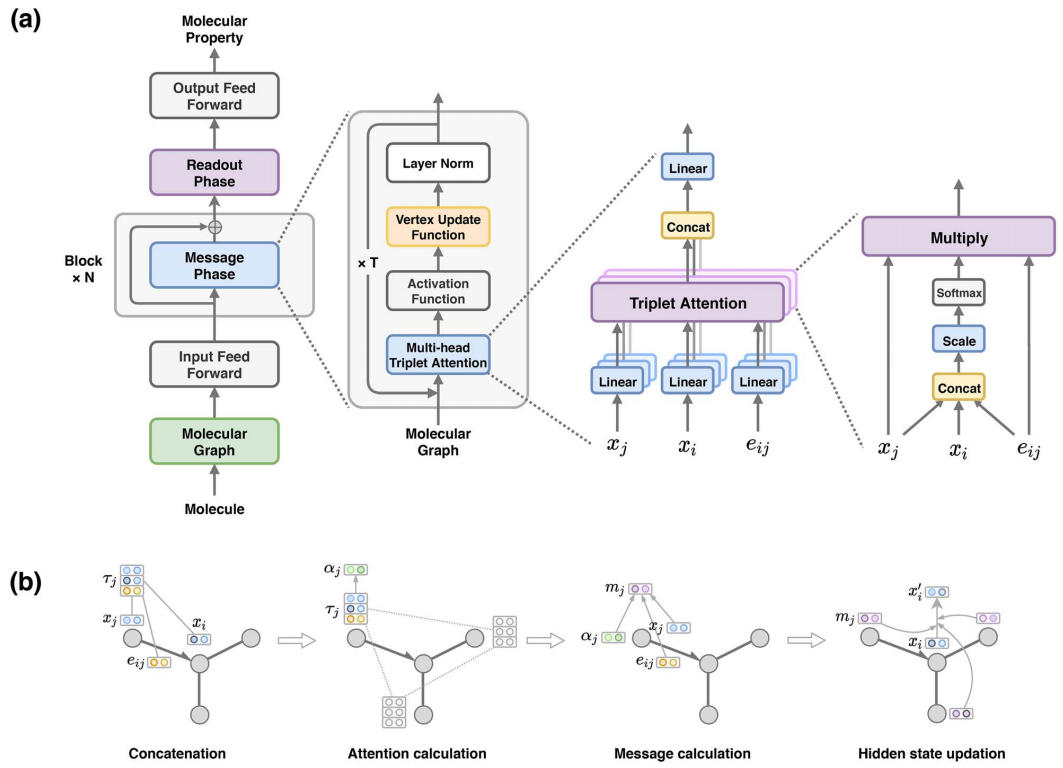 (a)
Molecular
Property
Output Feed
Forward
Readout
Phase
Block
× N
Message
Phase
Input Feed
Forward
Molecular
Graph
Molecule
Layer Norm
Vertex Update
Function
× T
Activation
Function
Multi-head
Triplet Attention
Molecular
Graph
Linear
Concat
Triplet Attention
Linear Linear Linear
x_j x_i e_ij
Multiply
Softmax
Scale
Concat
x_j x_i e_ij
(b)
τ_j
x_j x_i
e_ij
Concatenation
α_j
τ_j
Attention calculation
m_j
α_j x_j
e_ij
Message calculation
x'_i
m_j
x_i
Hidden state updation